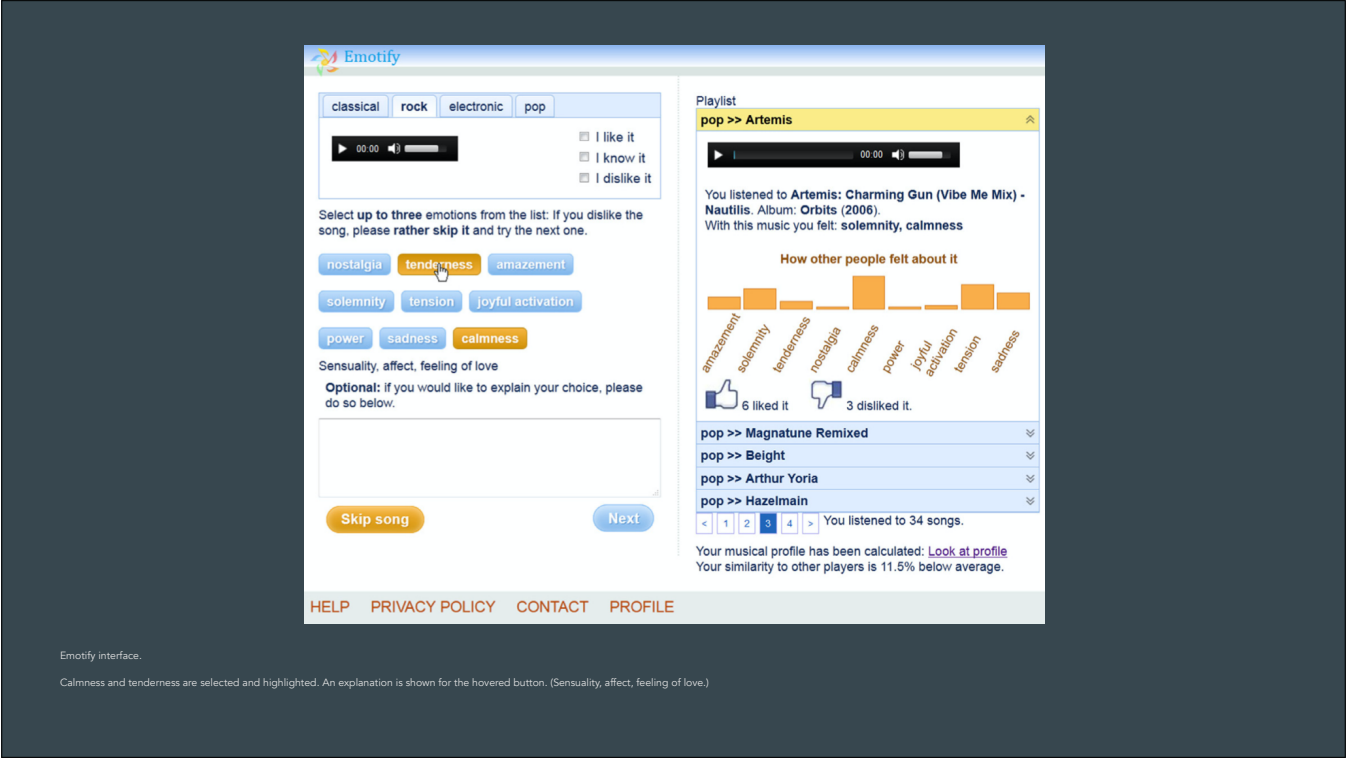 Emotify
classical rock electronic pop
00:00
I like it
I know it
I dislike it
Select up to three emotions from the list: If you dislike the
song, please rather skip it and try the next one.
nostalgia tenderness amazement
solemnity tension joyful activation
power sadness calmness
Sensuality, affect, feeling of love
Optional: if you would like to explain your choice, please
do so below.
Skip song Next
Playlist
pop >> Artemis
00:00
You listened to Artemis: Charming Gun (Vibe Me Mix) -
Nautilis. Album: Orbits (2006).
With this music you felt: solemnity, calmness
How other people felt about it
amazement
solemnity
tenderness
nostalgia
calmness
power
joyful
activation
tension
sadness
6 liked it 3 disliked it.
pop >> Magnatune Remixed
pop >> Beight
pop >> Arthur Yoria
pop >> Hazelmain
< 1 2 3 4 > You listened to 34 songs.
Your musical profile has been calculated: Look at profile
Your similarity to other players is 11.5% below average.
HELP PRIVACY POLICY CONTACT PROFILE
Emotify interface.
Calmness and tenderness are selected and highlighted. An explanation is shown for the hovered button. (Sensuality, affect, feeling of love.)